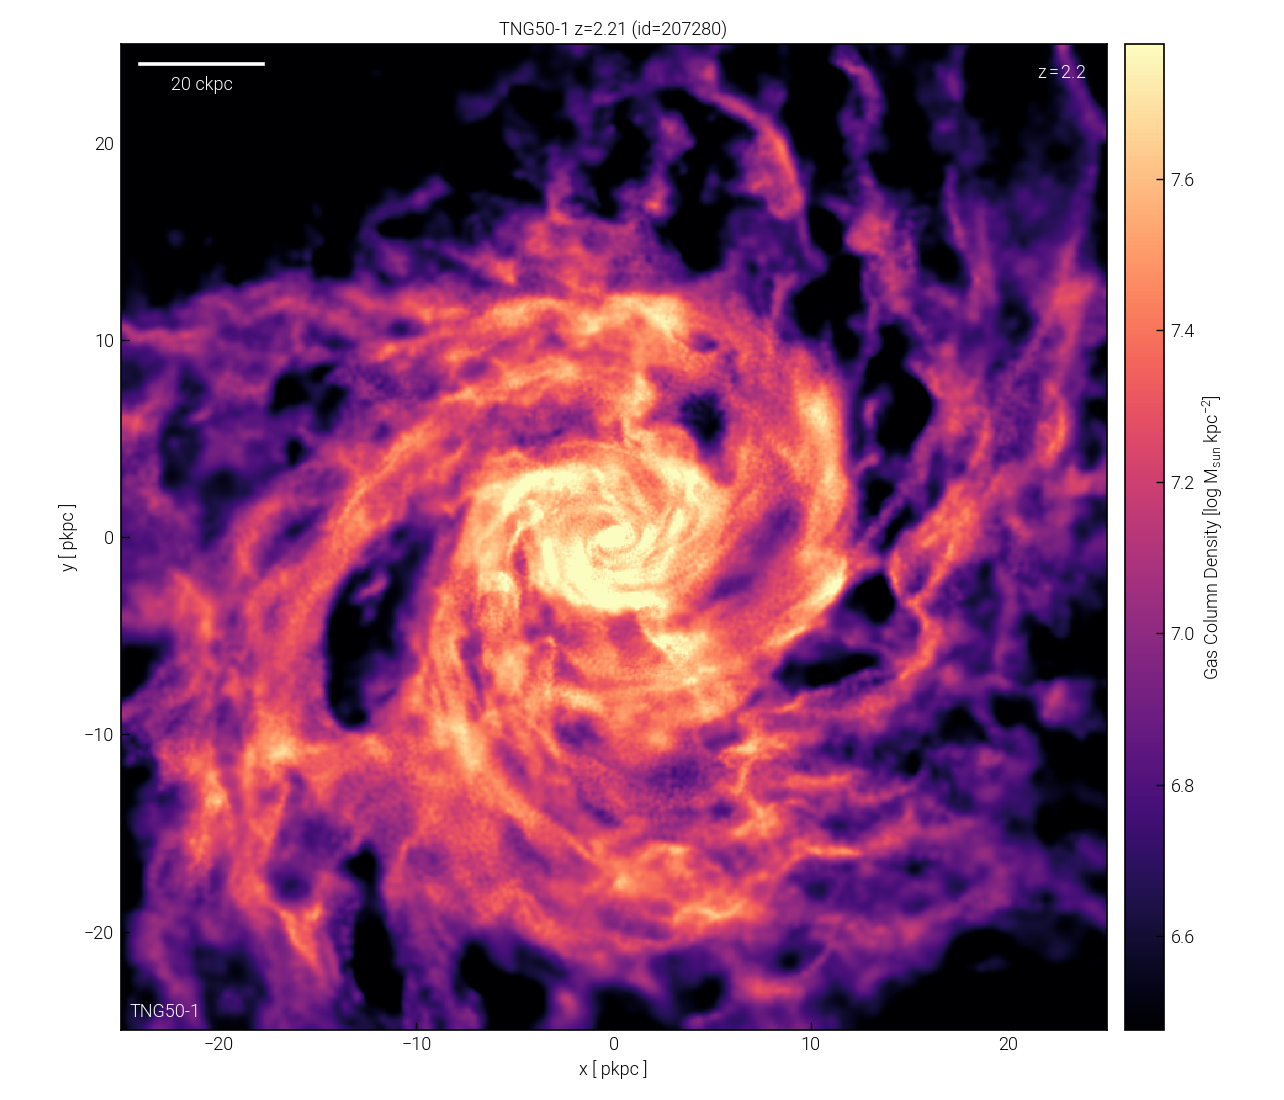 TNG50-1 z=2.21 (id=207280)
20 ckpc
z=2.2
20
10
0
−10
−20
y [ pkpc ]
TNG50-1
−20
−10
0
10
20
x [ pkpc ]
7.6
7.4
7.2
7.0
6.8
6.6
Gas Column Density [log Msun kpc−2]